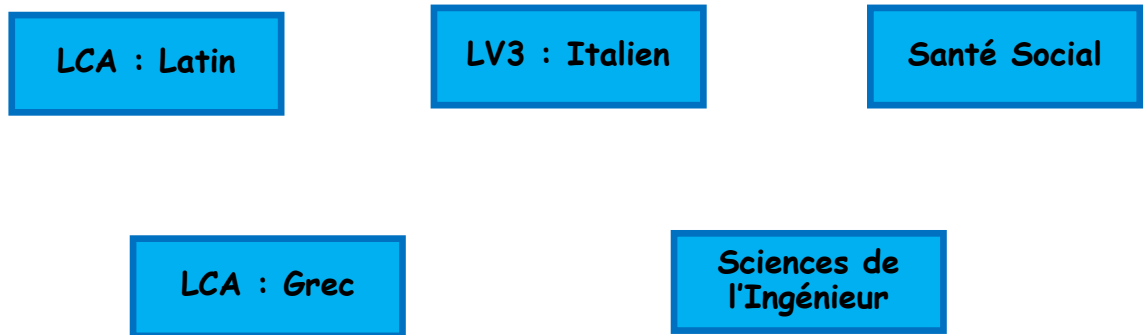 LCA : Latin
LV3 : Italien
Santé Social
LCA : Grec
Sciences de
l'Ingénieur